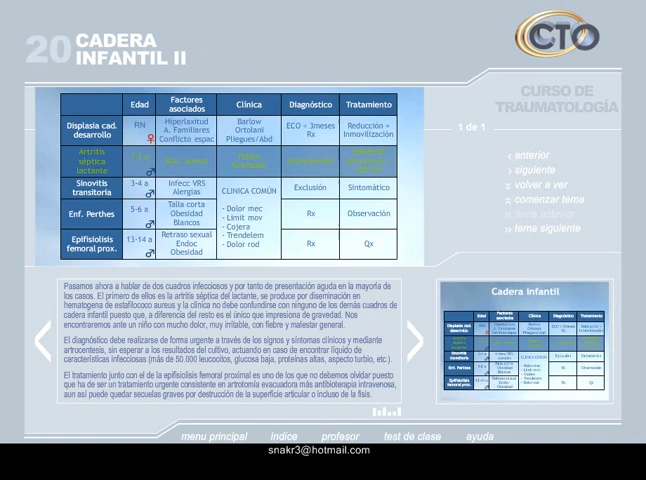 20 CADERA
INFANTIL II
CTO
CURSO DE
TRAUMATOLOGÍA
1 de 1
‹ anterior
› siguiente
volver a ver
comenzar tema
tema anterior
›› tema siguiente
Edad Factores asociados Clínica Diagnóstico Tratamiento
Displasia cad. desarrollo RN ♀ Hiperlaxitud A. Familiares Conflicto espac Barlow Ortolani Pliegues/Abd ECO < 3meses Rx Reducción + Inmovilización
Artritis séptica lactante ♂
Sinovitis transitoria 3-4 a ♂ Infecc VRS Alergias CLINICA COMÚN Exclusión Sintomático
Enf. Perthes 5-6 a ♂ Talla corta Obesidad Blancos - Dolor mec - Limit mov - Cojera Rx Observación
Epifisiolisis femoral prox. 13-14 a ♂ Retraso sexual Endoc Obesidad - Trendelem - Dolor rod Rx Qx
Pasamos ahora a hablar de dos cuadros infecciosos y por tanto de presentación aguda en la mayoría de
los casos. El primero de ellos es la artritis séptica del lactante, se produce por diseminación
hematogena de estafilococo aureus y la clínica no debe confundirse con ninguno de los demás cuadros de
cadera infantil puesto que, a diferencia del resto es el único que impresiona de gravedad. Nos
encontraremos ante un niño con mucho dolor, muy irritable, con fiebre y malestar general.
El diagnóstico debe realizarse de forma urgente a través de los signos y síntomas clínicos y mediante
artrocentesis, sin esperar a los resultados del cultivo, actuando en caso de encontrar líquido de
características infecciosas (más de 50.000 leucocitos, glucosa baja, proteínas altas, aspecto turbio, etc.).
El tratamiento junto con el de la epifisiolisis femoral proximal es uno de los que no debemos olvidar puesto
que ha de ser un tratamiento urgente consistente en artrotomía evacuadora más antibioterapia intravenosa,
aun así puede quedar secuelas graves por destrucción de la superficie articular o incluso de la fisis.
Cadera infantil
menu principal índice profesor test de clase ayuda
snakr3@hotmail.com